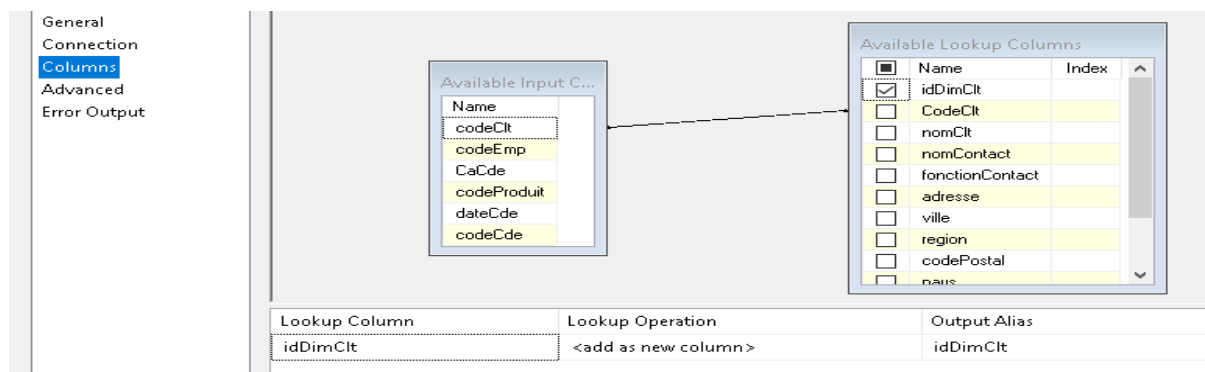 General
Connection
Columns
Advanced
Error Output
Available Input C...
Name
codeClt
codeEmp
CaCde
codeProduit
dateCde
codeCde
Available Lookup Columns
Name Index
idDimClt
CodeClt
nomClt
nomContact
fonctionContact
adresse
ville
region
codePostal
Lookup Column Lookup Operation Output Alias
idDimClt <add as new column> idDimClt